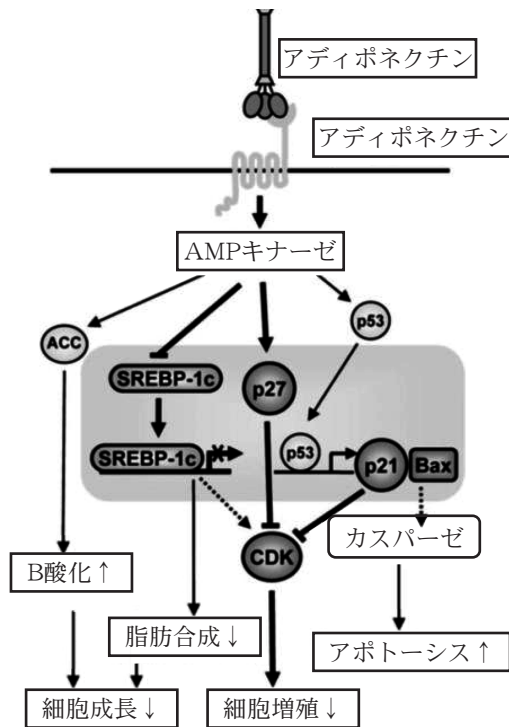 アディポネクチン
アディポネクチン
AMPキナーゼ
ACC
p53
SREBP-1c
p27
SREBP-1c
p53
p21
Bax
CDK
カスパーゼ
B酸化↑
脂肪合成↓
アポトーシス↑
細胞成長↓
細胞増殖↓